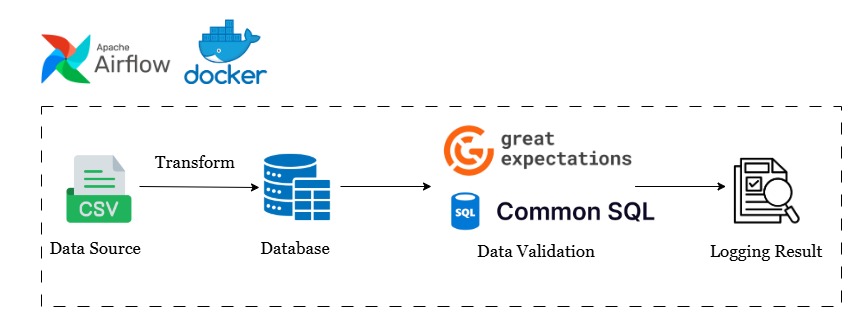 Apache
Airflow
docker
Transform
CSV
Data Source
Database
great
expectations
SQL
Common SQL
Data Validation
Logging Result